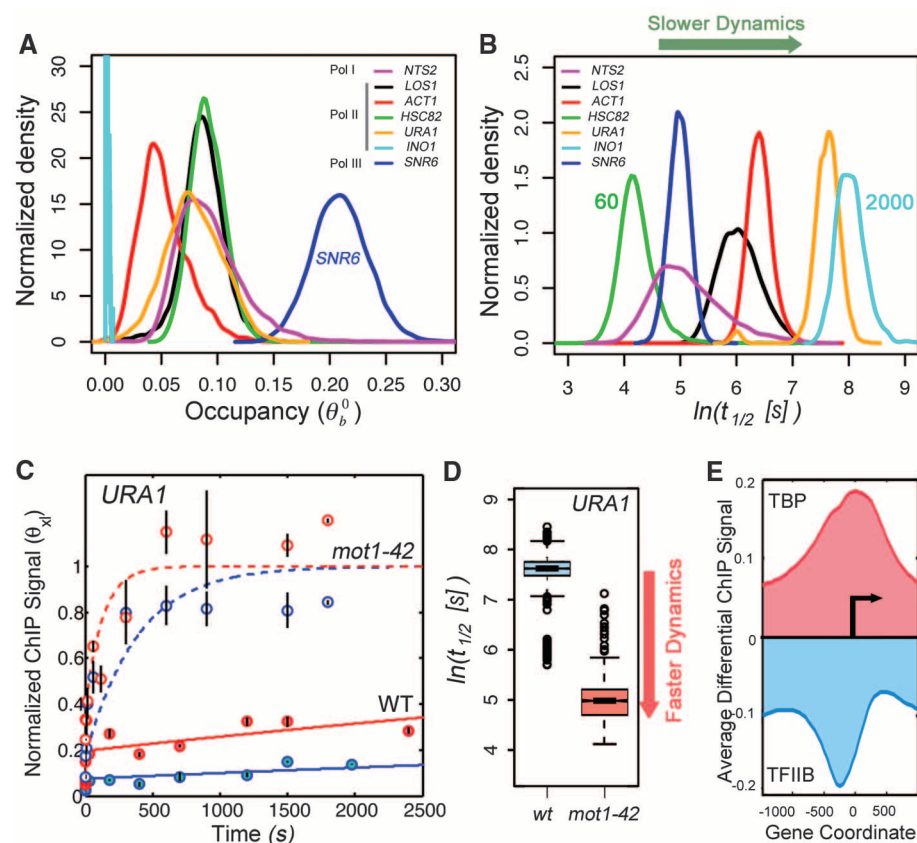 Slower Dynamics
A
B
30
25
20
15
10
5
0
Normalized density
Pol I
Pol II
Pol III
NTS2
LOS1
ACT1
HSC82
URA1
INO1
SNR6
SNR6
0.00 0.05 0.10 0.15 0.20 0.25 0.30
Occupancy (θb0)
2.5
2.0
1.5
1.0
0.5
0.0
Normalized density
NTS2
LOS1
ACT1
HSC82
URA1
INO1
SNR6
60
2000
3 4 5 6 7 8 9
ln(t1/2 [s])
C
URA1
mot1-42
WT
1
0.8
0.6
0.4
0.2
0
Normalized ChIP Signal (θxl)
0 500 1000 1500 2000 2500
Time (s)
D
URA1
9
8
7
6
5
4
ln(t1/2 [s])
wt mot1-42
Faster Dynamics
E
TBP
TFIIB
0.2
0.1
0
-0.1
-0.2
Average Differential ChIP Signal
-1000 -500 0 500
Gene Coordinate